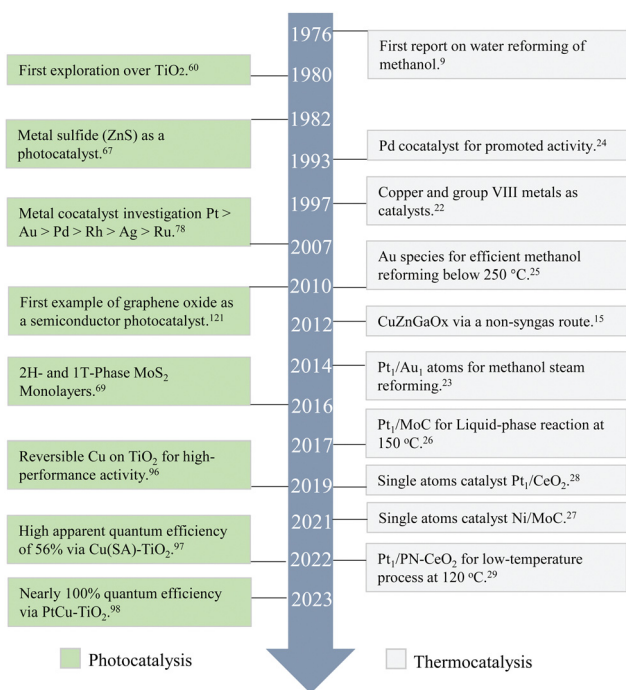 1976
First report on water reforming of
methanol.⁹
First exploration over TiO₂.⁶⁰
1980
1982
Metal sulfide (ZnS) as a
photocatalyst.⁶⁷
1993
Pd cocatalyst for promoted activity.²⁴
1997
Copper and group VIII metals as
catalysts.²²
Metal cocatalyst investigation Pt >
Au > Pd > Rh > Ag > Ru.⁷⁸
2007
Au species for efficient methanol
reforming below 250 °C.²⁵
2010
First example of graphene oxide as
a semiconductor photocatalyst.¹²¹
2012
CuZnGaOx via a non-syngas route.¹⁵
2014
Pt₁/Au₁ atoms for methanol steam
reforming.²³
2H- and 1T-Phase MoS₂
Monolayers.⁶⁹
2016
2017
Pt₁/MoC for Liquid-phase reaction at
150 °C.²⁶
Reversible Cu on TiO₂ for high-
performance activity.⁹⁶
2019
Single atoms catalyst Pt₁/CeO₂.²⁸
2021
Single atoms catalyst Ni/MoC.²⁷
High apparent quantum efficiency
of 56% via Cu(SA)-TiO₂.⁹⁷
2022
Pt₁/PN-CeO₂ for low-temperature
process at 120 °C.²⁹
Nearly 100% quantum efficiency
via PtCu-TiO₂.⁹⁸
2023
Photocatalysis
Thermocatalysis